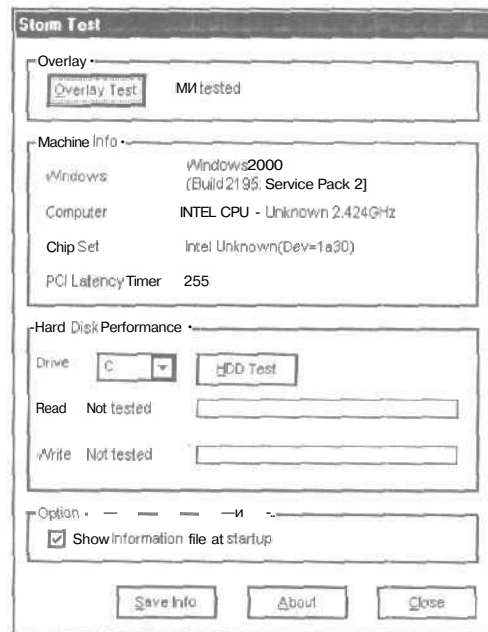 Storm Test
Overlay
Overlay Test МИ tested
Machine Info
Windows Windows 2000
(Build 2195: Service Pack 2]
Computer INTEL CPU - Unknown 2.424GHz
Chip Set Intel Unknown(Dev=1a30)
PCI Latency Timer 255
Hard Disk Performance
Drive C HDD Test
Read Not tested
Write Not tested
Option - — — — —и -..
Show Information file at startup
Save Info About Close